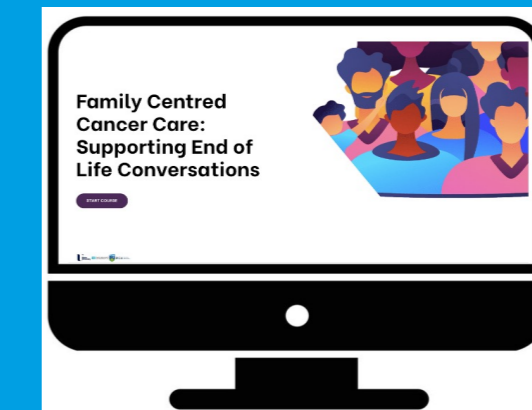 Family Centred
Cancer Care:
Supporting End of
Life Conversations
START COURSE